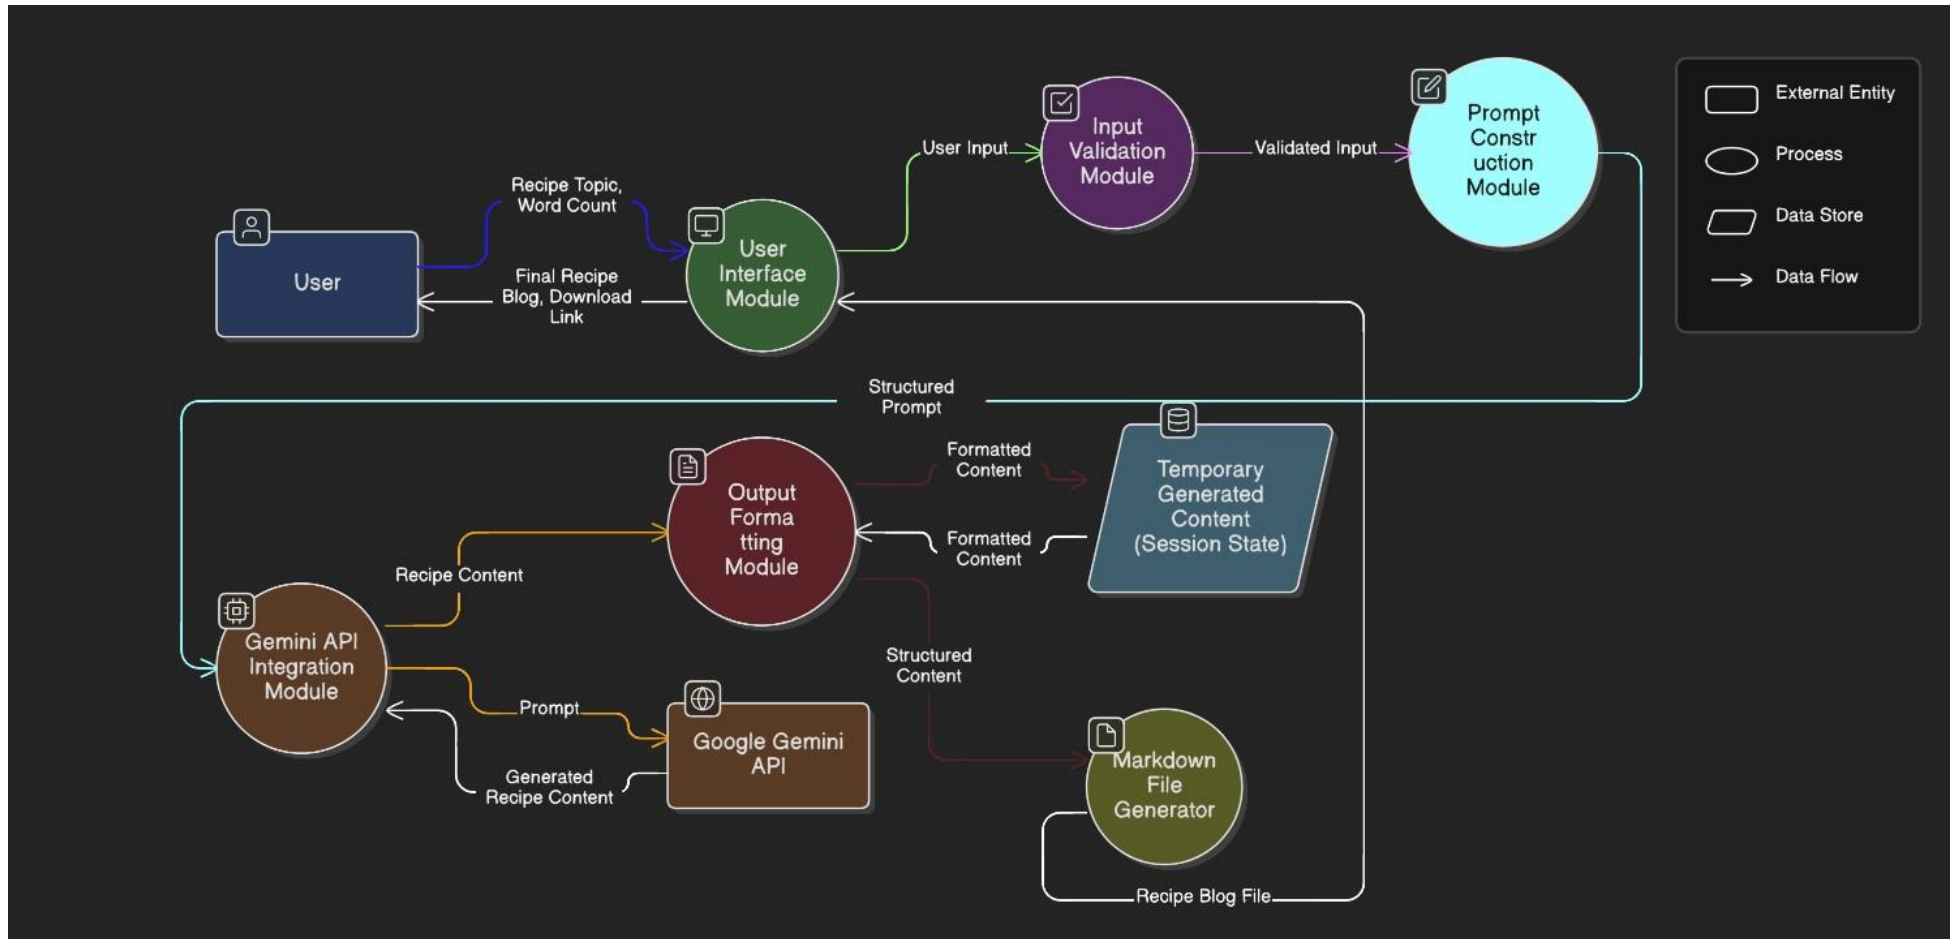 Input
Validation
Module
Prompt
Constr
uction
Module
External Entity
Process
Data Store
Data Flow
User Input
Validated Input
Recipe Topic,
Word Count
User
Final Recipe
Blog, Download
Link
User
Interface
Module
Structured
Prompt
Output
Forma
tting
Module
Formatted
Content
Formatted
Content
Temporary
Generated
Content
(Session State)
Recipe Content
Gemini API
Integration
Module
Prompt
Generated
Recipe Content
Google Gemini
API
Structured
Content
Markdown
File
Generator
Recipe Blog File